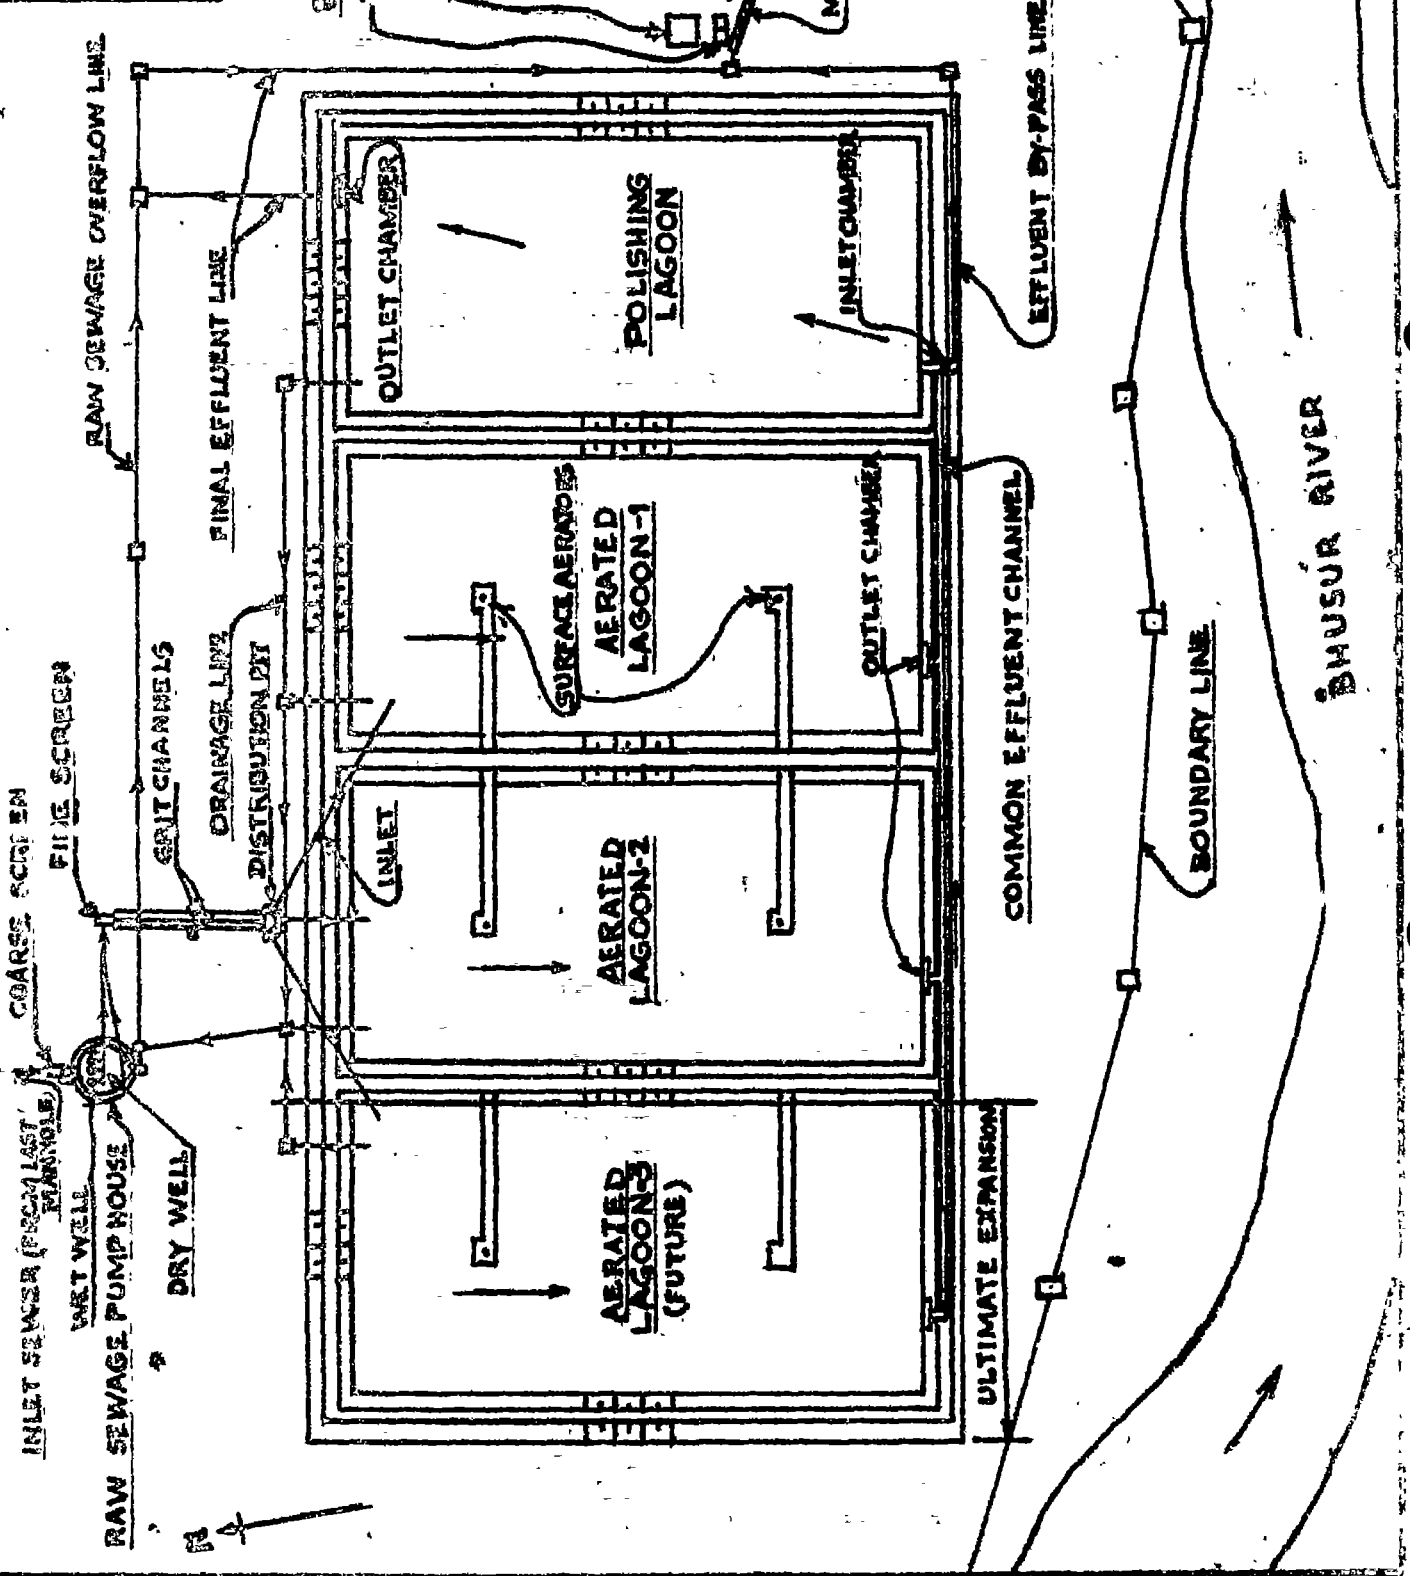 INLET SEWER (FROM LAST
MANHOLE)
COARSE SCREEN
FINE SCREEN
WET WELL
RAW SEWAGE PUMP HOUSE
DRY WELL
RAW SEWAGE OVERFLOW LINE
GRIT CHANNELS
DRAINAGE LINE
DISTRIBUTION PIT
FINAL EFFLUENT LINE
INLET
OUTLET CHAMBER
SURFACE AERATORS
AERATED
LAGOON-3
(FUTURE)
AERATED
LAGOON-2
AERATED
LAGOON-1
POLISHING
LAGOON
OUTLET CHAMBER
INLET CHAMBER
ULTIMATE EXPANSION
COMMON EFFLUENT CHANNEL
EFFLUENT BY-PASS LINE
BOUNDARY LINE
BHUSUR RIVER
N